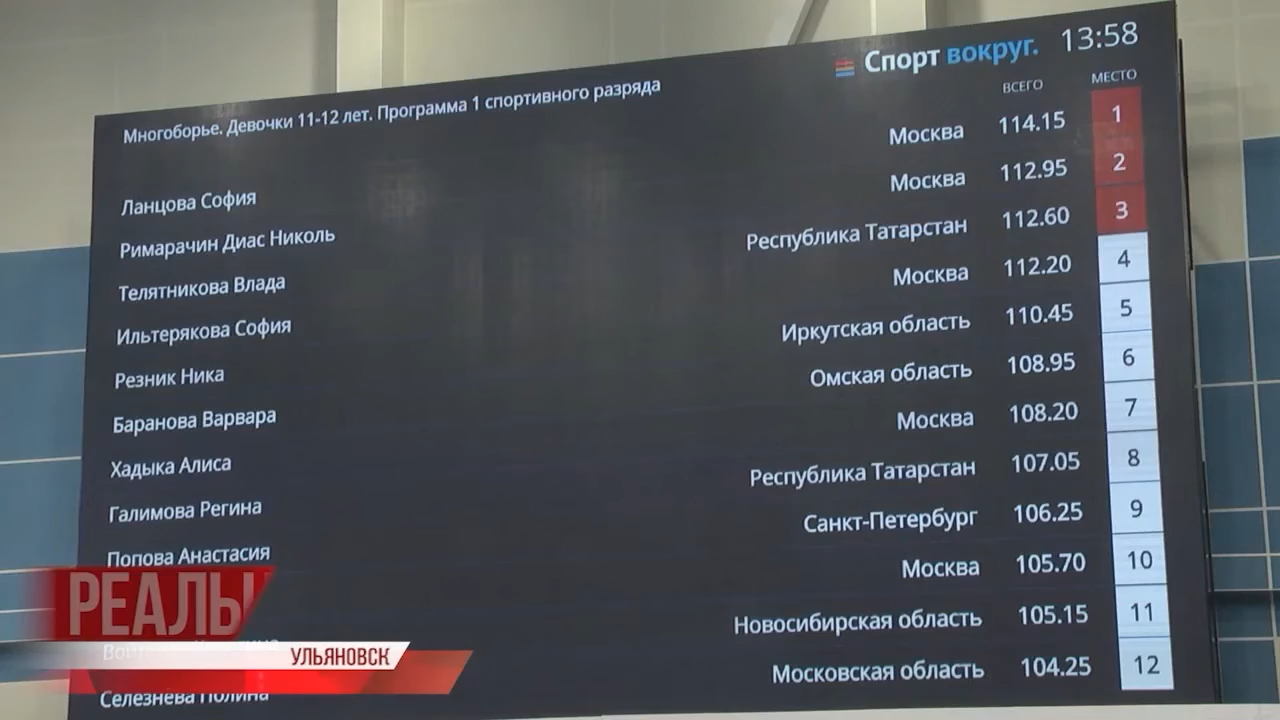 Спорт вокруг. 13:58
Многоборье. Девочки 11-12 лет. Программа 1 спортивного разряда
ВСЕГО МЕСТО
Ланцова София Москва 114.15 1
Римарачин Диас Николь Москва 112.95 2
Телятникова Влада Республика Татарстан 112.60 3
Ильтерякова София Москва 112.20 4
Резник Ника Иркутская область 110.45 5
Баранова Варвара Омская область 108.95 6
Хадыка Алиса Москва 108.20 7
Галимова Регина Республика Татарстан 107.05 8
Попова Анастасия Санкт-Петербург 106.25 9
Москва 105.70 10
Новосибирская область 105.15 11
Селезнева Полина Московская область 104.25 12
РЕАЛЫ
УЛЬЯНОВСК